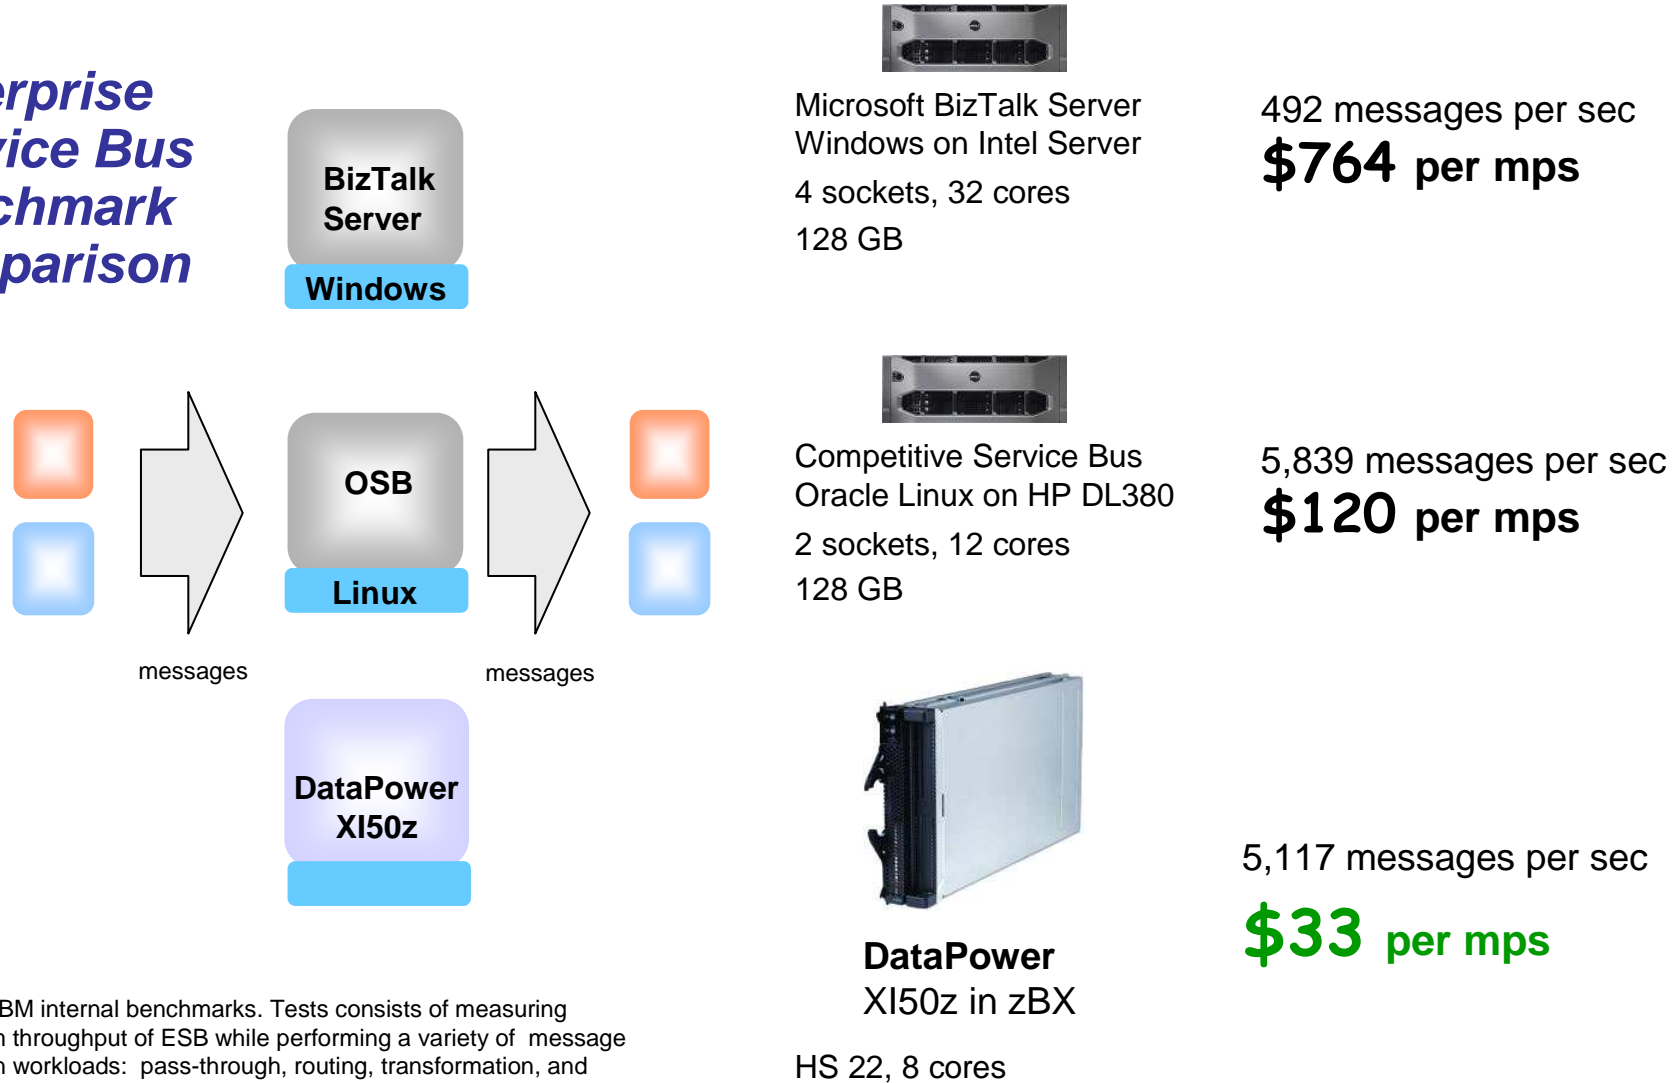 erprise
vice Bus
chmark
parison
BizTalk
Server
Windows
Microsoft BizTalk Server
Windows on Intel Server
4 sockets, 32 cores
128 GB
492 messages per sec
$764 per mps
OSB
Linux
messages
messages
Competitive Service Bus
Oracle Linux on HP DL380
2 sockets, 12 cores
128 GB
5,839 messages per sec
$120 per mps
DataPower
XI50z
DataPower
XI50z in zBX
HS 22, 8 cores
5,117 messages per sec
$33 per mps
BM internal benchmarks. Tests consists of measuring
n throughput of ESB while performing a variety of message
n workloads: pass-through, routing, transformation, and